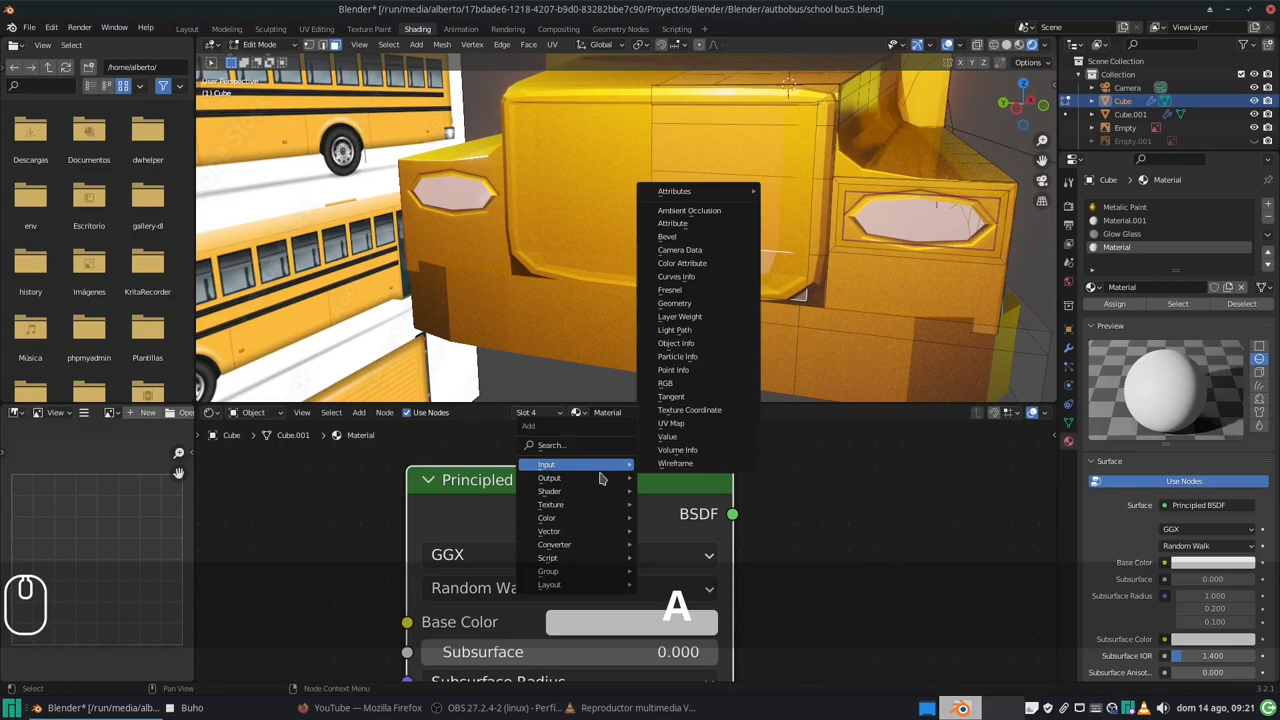 Blender* [/run/media/alberto/17bdade6-1218-4207-b9d0-83282bbe7c90/Proyectos/Blender/Blender/autbobus/school bus5.blend]
File Edit Render Window Help Layout Modeling Sculpting UV Editing Texture Paint Shading Animation Rendering Compositing Geometry Nodes Scripting Scene ViewLayer
View Select Edit Mode View Select Add Mesh Vertex Edge Face UV Global
/home/alberto/ Options
User Perspective
(1) Cube
X Y Z
Scene Collection
Collection
Camera
Cube
Cube.001
Empty
Empty.001
Descargas Documentos dwhelper
env Escritorio gallery-dl
history Imágenes KritaRecorder
Música phpmyadmin Plantillas
Attributes
Ambient Occlusion
Attribute
Bevel
Camera Data
Color Attribute
Curves Info
Fresnel
Geometry
Layer Weight
Light Path
Object Info
Particle Info
Point Info
RGB
Tangent
Texture Coordinate
UV Map
Value
Volume Info
Wireframe
Cube Material
Metalic Paint
Material.001
Glow Glass
Material
Material
Assign Select Deselect
Preview
Surface
Use Nodes
Surface Principled BSDF
GGX
Random Walk
Base Color
Subsurface 0.000
Subsurface Radius 1.000
0.200
0.100
Subsurface Color
Subsurface IOR 1.400
Subsurface Anisot... 0.000
View New Open
Object View Select Add Node Use Nodes Slot 4 Material
Cube Cube.001 Material
Add
Search...
Input
Output
Shader
Texture
Color
Vector
Converter
Script
Group
Layout
Principled
BSDF
GGX
Random Wa
Base Color
Subsurface 0.000
Subsurface Radius
A
Select Pan View Node Context Menu 3.2.1
Blender* [/run/media/alberto/17b... Buho YouTube — Mozilla Firefox OBS 22.2.4-2 (linux) - Perfi... Reproductor multimedia V... dom 14 ago, 09:21